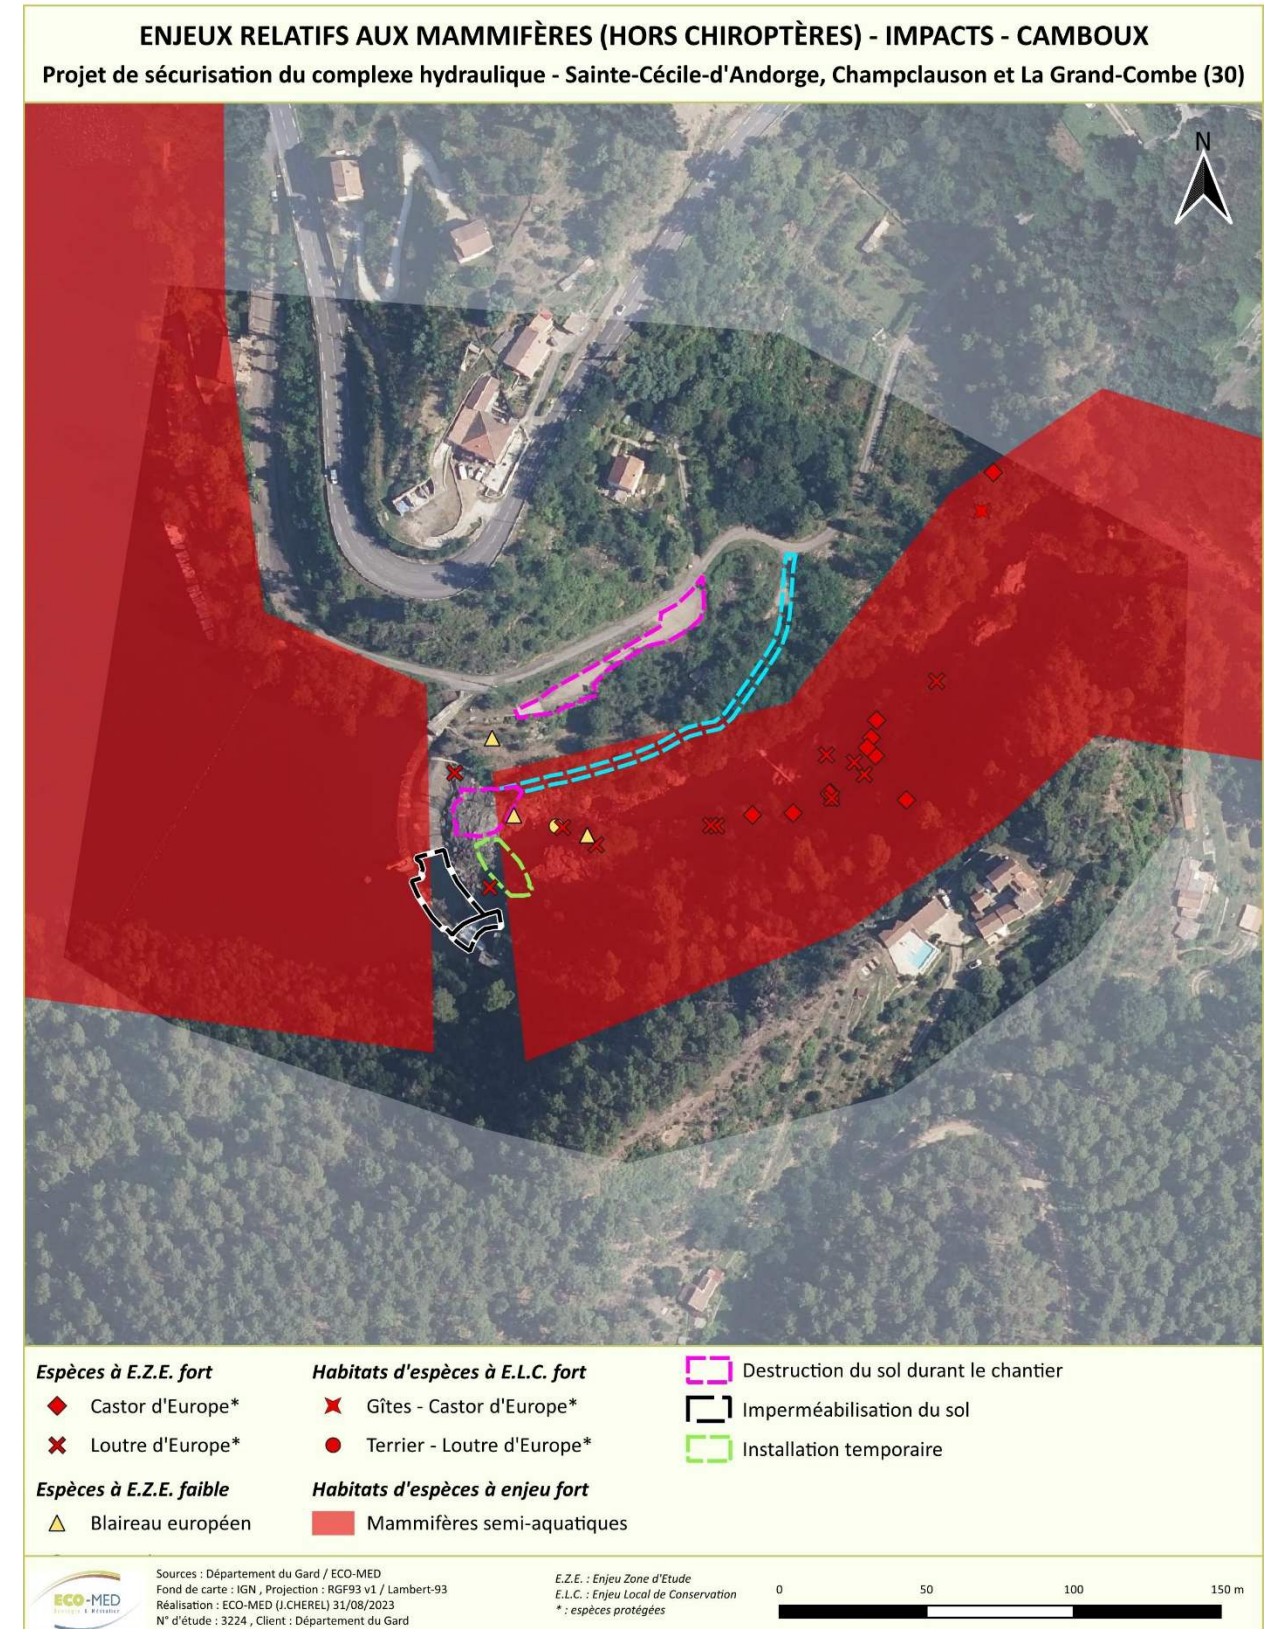 ENJEUX RELATIFS AUX MAMMIFÈRES (HORS CHIROPTÈRES) - IMPACTS - CAMBOUX
Projet de sécurisation du complexe hydraulique - Sainte-Cécile-d'Andorge, Champclauson et La Grand-Combe (30)
N
Espèces à E.Z.E. fort
Castor d'Europe*
Loutre d'Europe*
Espèces à E.Z.E. faible
Blaireau européen
Habitats d'espèces à E.L.C. fort
Gîtes - Castor d'Europe*
Terrier - Loutre d'Europe*
Habitats d'espèces à enjeu fort
Mammifères semi-aquatiques
Destruction du sol durant le chantier
Imperméabilisation du sol
Installation temporaire
ECO-MED
Sources : Département du Gard / ECO-MED
Fond de carte : IGN , Projection : RGF93 v1 / Lambert-93
Réalisation : ECO-MED (J.CHEREL) 31/08/2023
N° d'étude : 3224 , Client : Département du Gard
E.Z.E. : Enjeu Zone d'Etude
E.L.C. : Enjeu Local de Conservation
* : espèces protégées
0 50 100 150 m